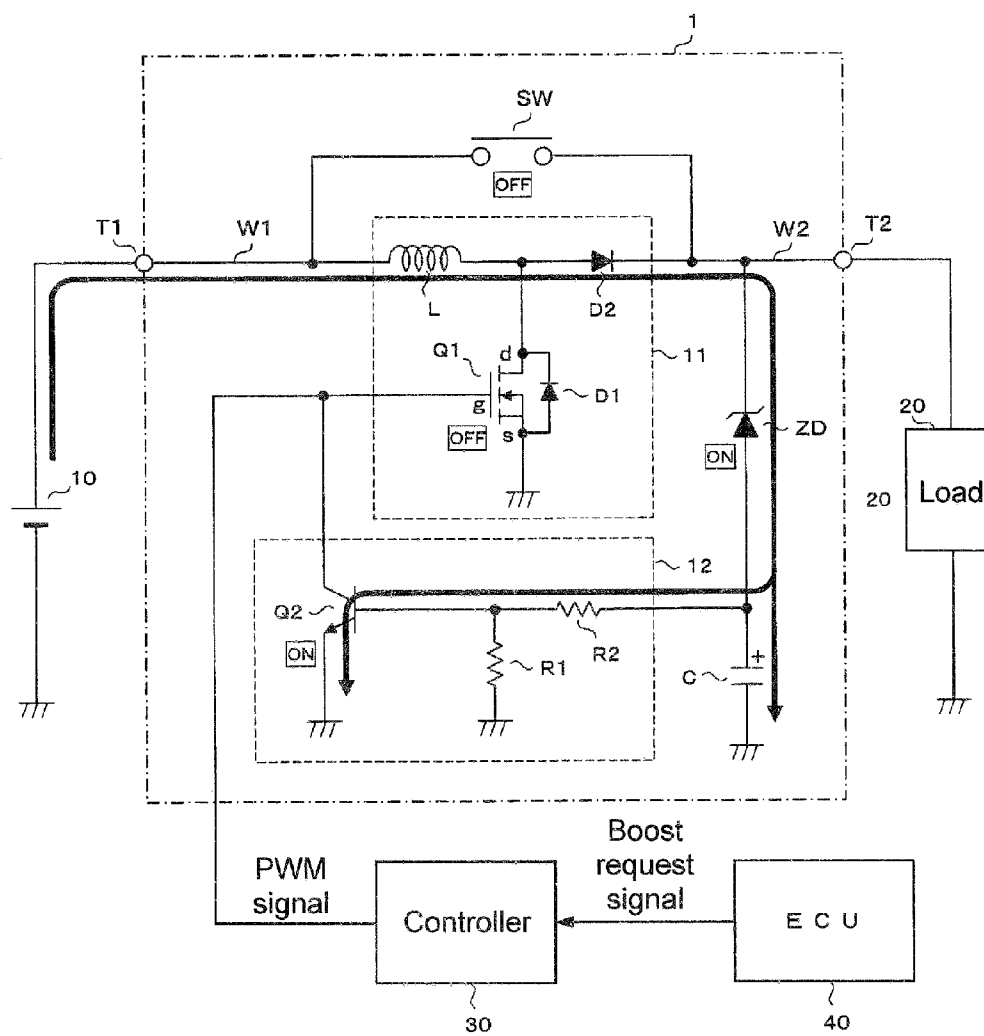 1
SW
OFF
T1
W1
W2
T2
L
D2
Q1
d
11
g
D1
s
OFF
ZD
ON
10
20
20
Load
12
Q2
ON
R1
R2
C
+
PWM
signal
Boost
request
signal
Controller
ECU
30
40